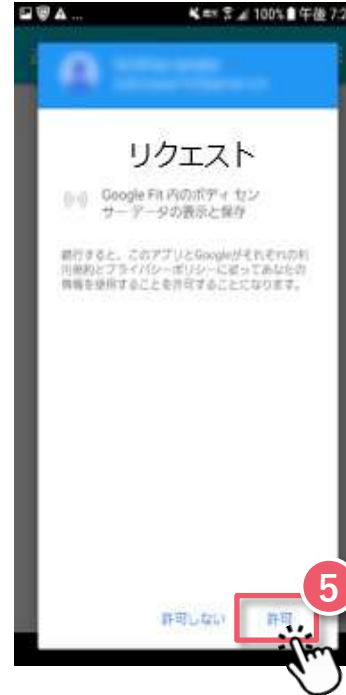 A... 100% 午後 7:2
リクエスト
Google Fit 内のボディ セン
サー データの表示と保存
続行すると、このアプリとGoogleがそれぞれの利
用規約とプライバシーポリシーに従ってあなたの
情報を使用することを許可することになります。
許可しない 許可
5